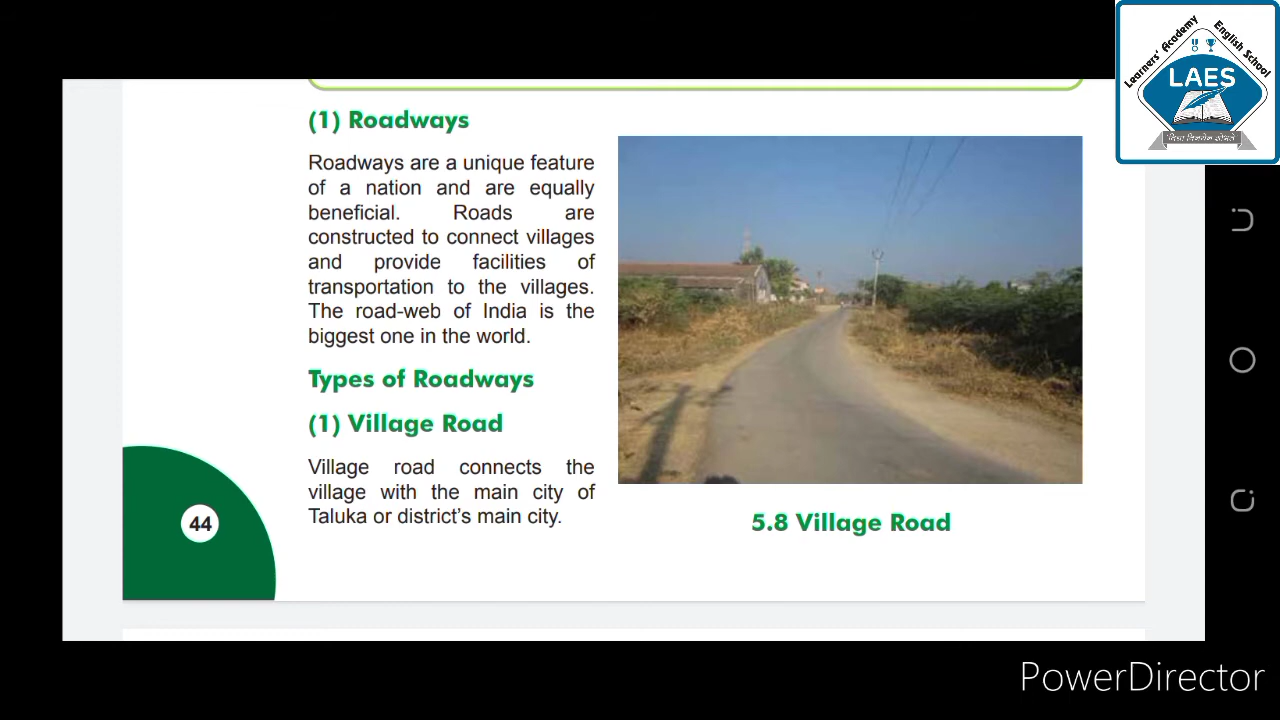 Learners' Academy English School
LAES
(1) Roadways
Roadways are a unique feature
of a nation and are equally
beneficial. Roads are
constructed to connect villages
and provide facilities of
transportation to the villages.
The road-web of India is the
biggest one in the world.
Types of Roadways
(1) Village Road
Village road connects the
village with the main city of
Taluka or district's main city.
44
5.8 Village Road
PowerDirector